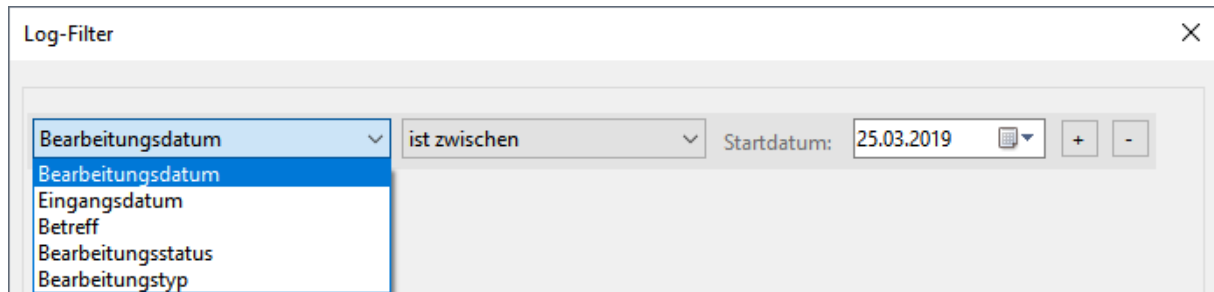 Log-Filter
Bearbeitungsdatum ist zwischen Startdatum: 25.03.2019 + -
Bearbeitungsdatum
Eingangsdatum
Betreff
Bearbeitungsstatus
Bearbeitungstyp